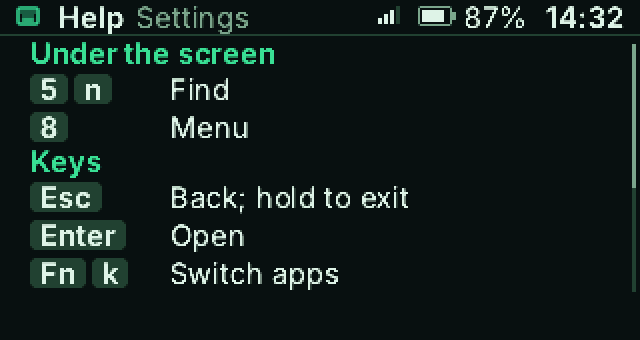 Help Settings 87% 14:32
Under the screen
5 n Find
8 Menu
Keys
Esc Back; hold to exit
Enter Open
Fn k Switch apps